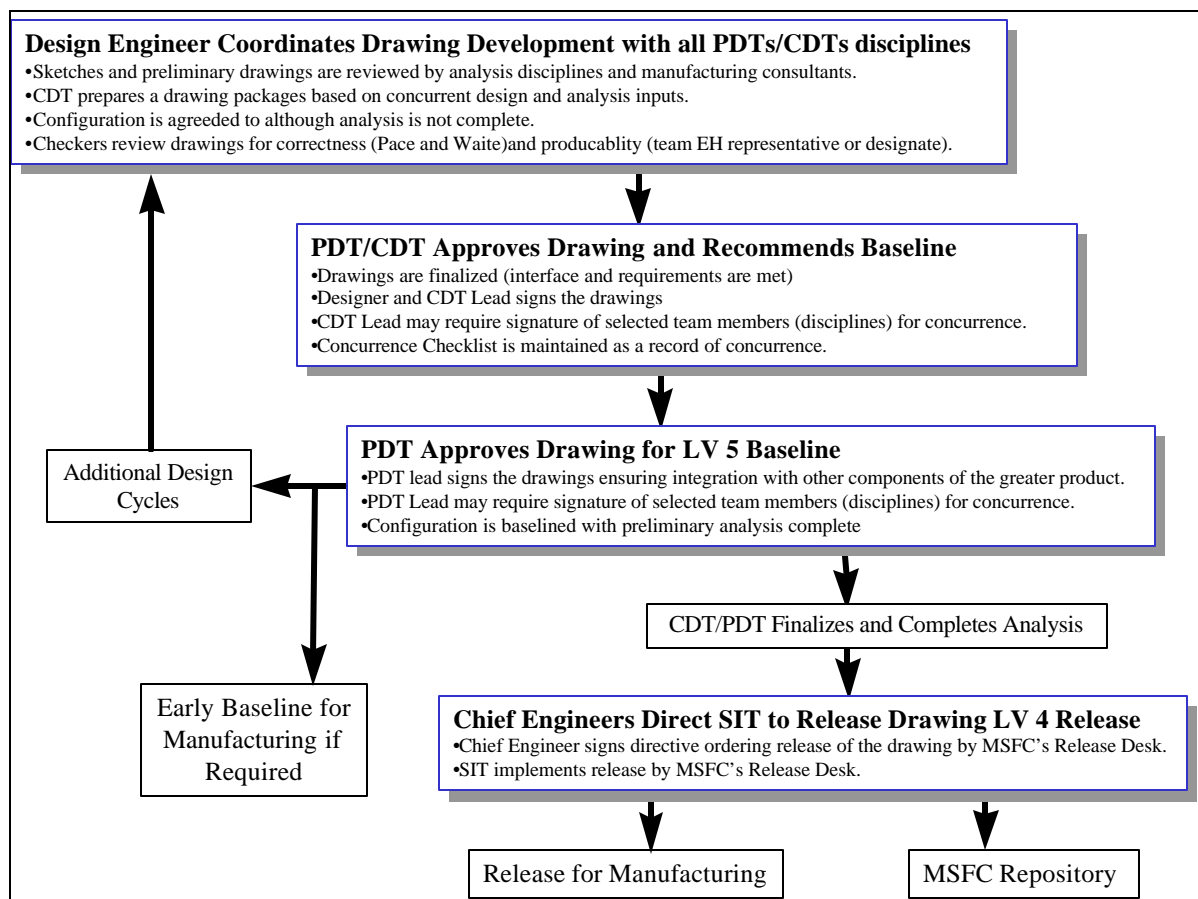 Design Engineer Coordinates Drawing Development with all PDTs/CDTs disciplines
•Sketches and preliminary drawings are reviewed by analysis disciplines and manufacturing consultants.
•CDT prepares a drawing packages based on concurrent design and analysis inputs.
•Configuration is agreeded to although analysis is not complete.
•Checkers review drawings for correctness (Pace and Waite)and producablity (team EH representative or designate).
PDT/CDT Approves Drawing and Recommends Baseline
•Drawings are finalized (interface and requirements are met)
•Designer and CDT Lead signs the drawings
•CDT Lead may require signature of selected team members (disciplines) for concurrence.
•Concurrence Checklist is maintained as a record of concurrence.
PDT Approves Drawing for LV 5 Baseline
•PDT lead signs the drawings ensuring integration with other components of the greater product.
•PDT Lead may require signature of selected team members (disciplines) for concurrence.
•Configuration is baselined with preliminary analysis complete
Additional Design
Cycles
CDT/PDT Finalizes and Completes Analysis
Early Baseline for
Manufacturing if
Required
Chief Engineers Direct SIT to Release Drawing LV 4 Release
•Chief Engineer signs directive ordering release of the drawing by MSFC’s Release Desk.
•SIT implements release by MSFC’s Release Desk.
Release for Manufacturing
MSFC Repository